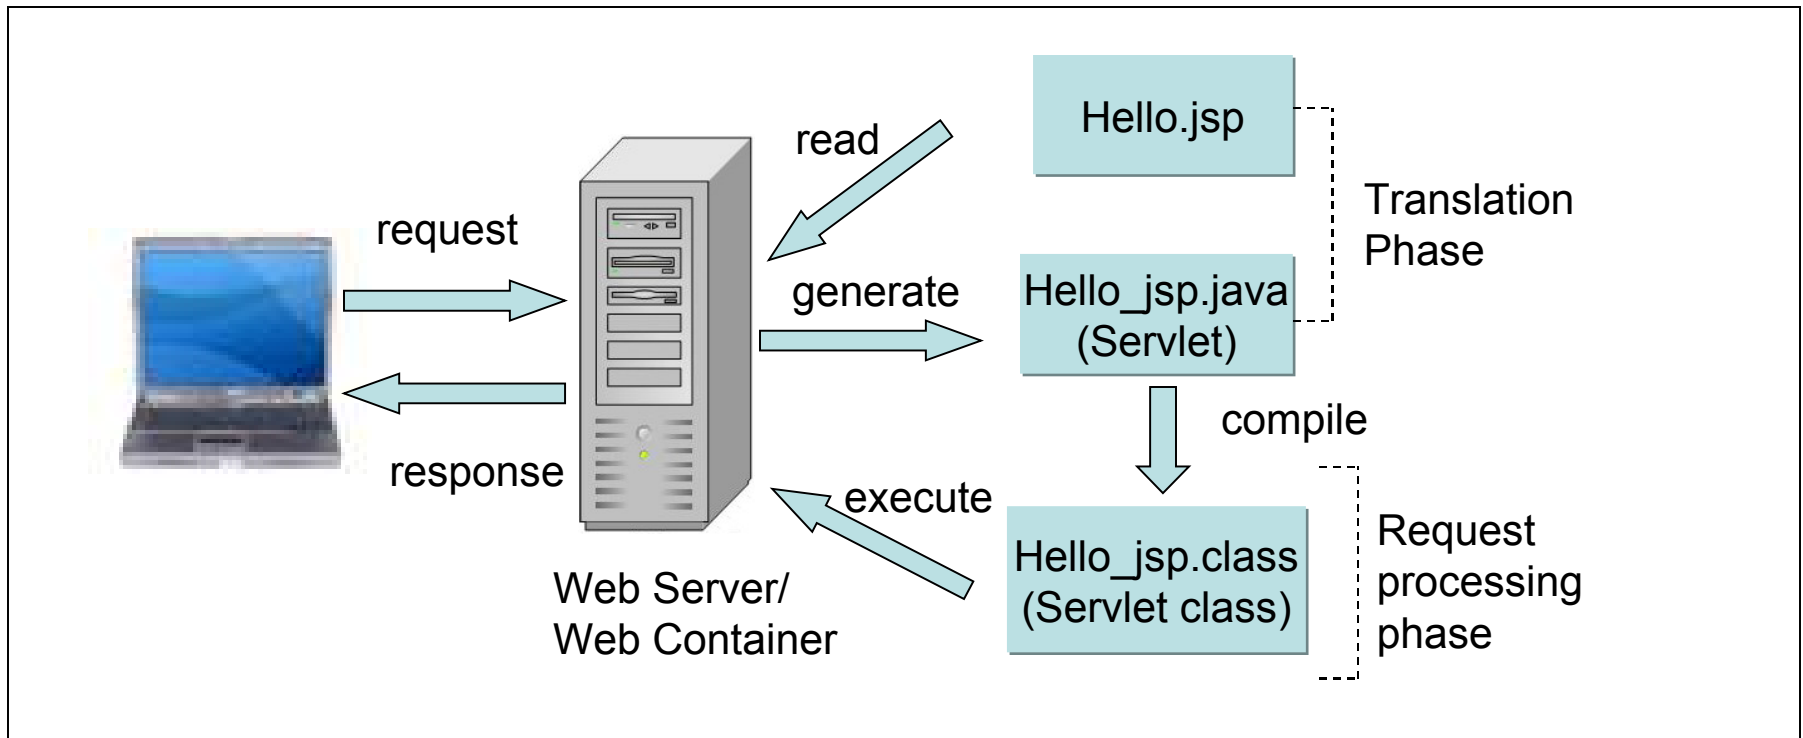 Hello.jsp
read
Translation
Phase
request
generate
Hello_jsp.java
(Servlet)
compile
response
execute
Hello_jsp.class
(Servlet class)
Request
processing
phase
Web Server/
Web Container